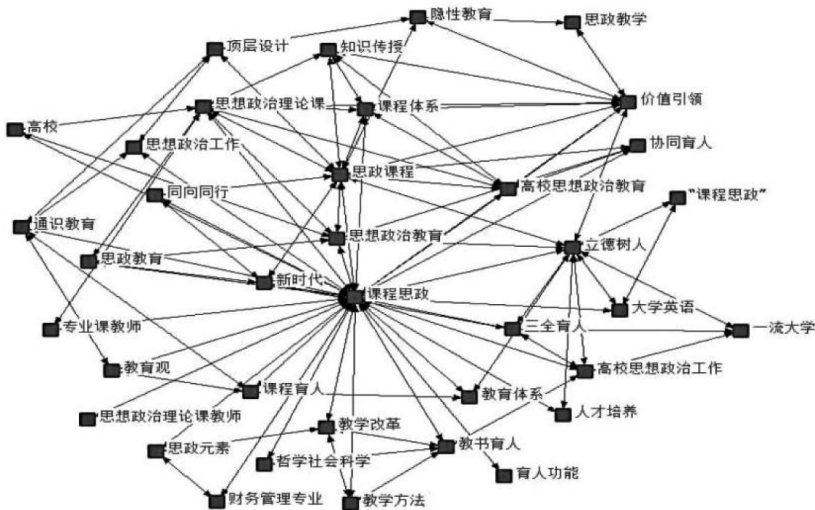 隐性教育
思政教学
顶层设计
知识传授
思想政治理论课
课程体系
价值引领
高校
思想政治工作
协同育人
思政课程
高校思想政治教育
同向同行
"课程思政"
通识教育
思想政治教育
立德树人
思政教育
新时代
课程思政
大学英语
专业课教师
三全育人
一流大学
教育观
高校思想政治工作
课程育人
教育体系
思想政治理论课教师
人才培养
教学改革
思政元素
教书育人
哲学社会科学
育人功能
财务管理专业
教学方法